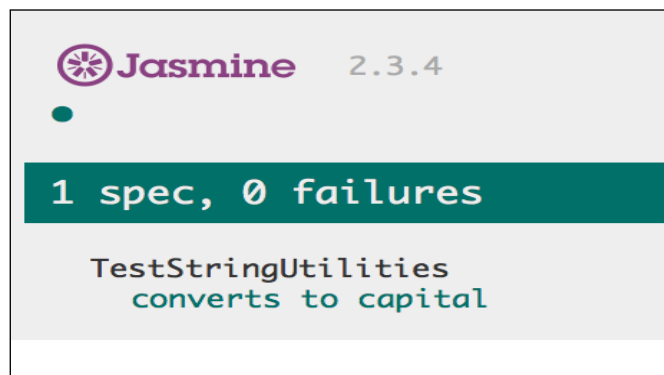 Jasmine 2.3.4
1 spec, 0 failures
TestStringUtilities
converts to capital